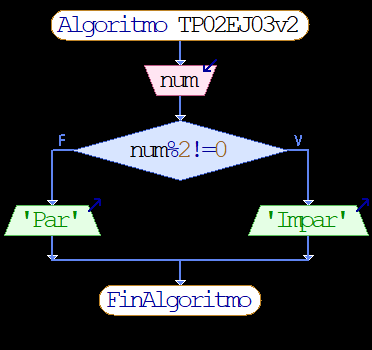 Algoritmo TP02EJ03v2
num
F
V
num%2!=0
'Par'
'Impar'
FinAlgoritmo